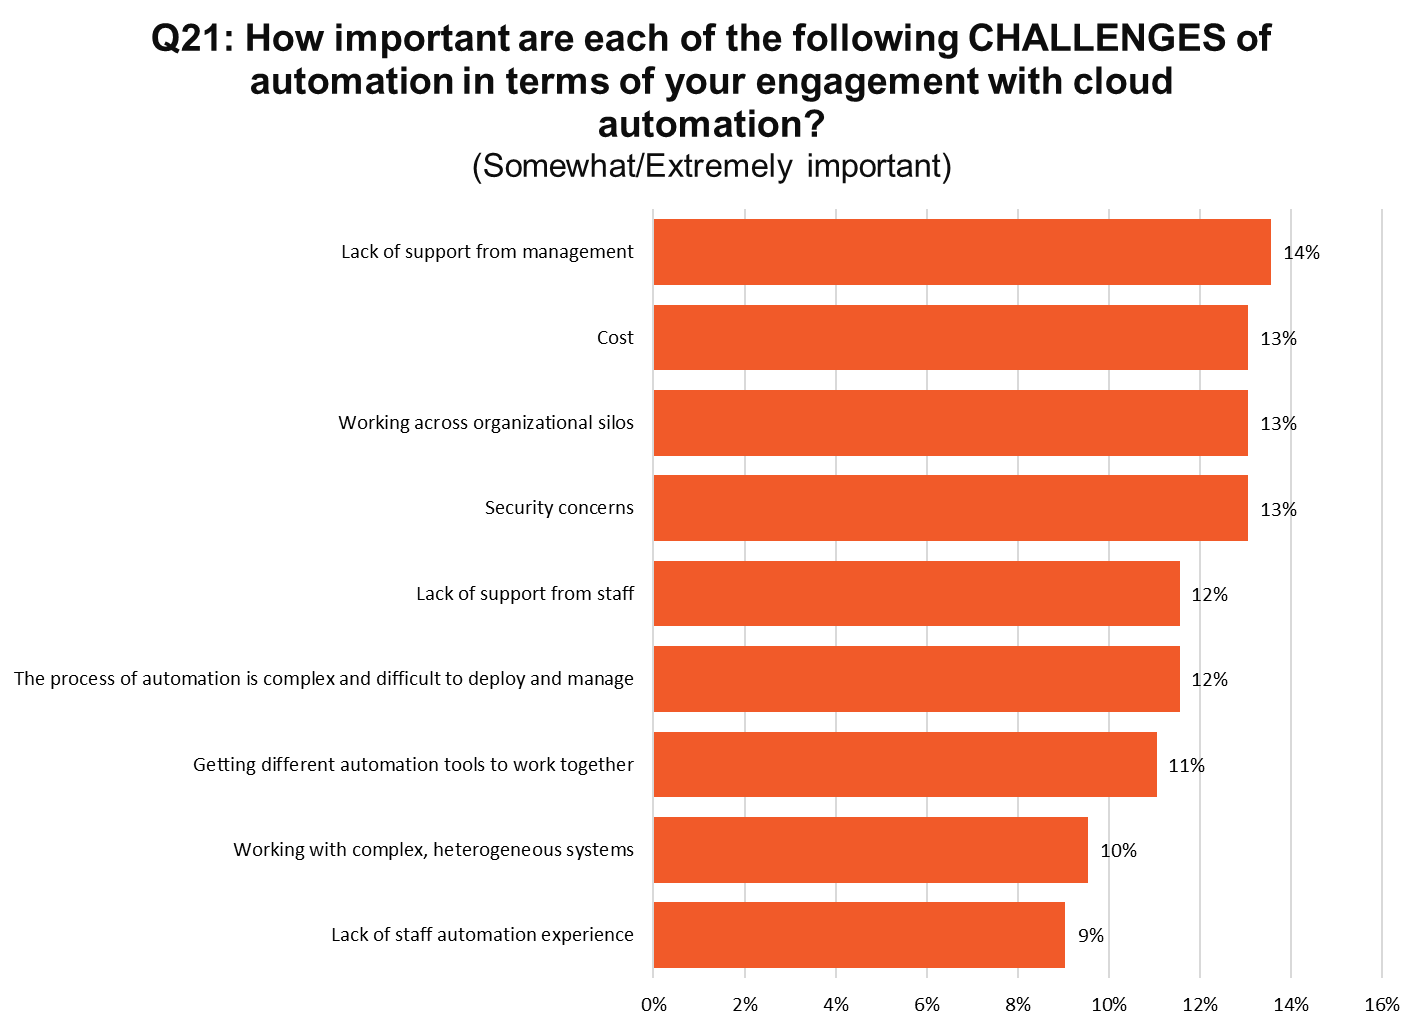 Q21: How important are each of the following CHALLENGES of
automation in terms of your engagement with cloud
automation?
(Somewhat/Extremely important)
Lack of support from management 14%
Cost 13%
Working across organizational silos 13%
Security concerns 13%
Lack of support from staff 12%
The process of automation is complex and difficult to deploy and manage 12%
Getting different automation tools to work together 11%
Working with complex, heterogeneous systems 10%
Lack of staff automation experience 9%
0% 2% 4% 6% 8% 10% 12% 14% 16%